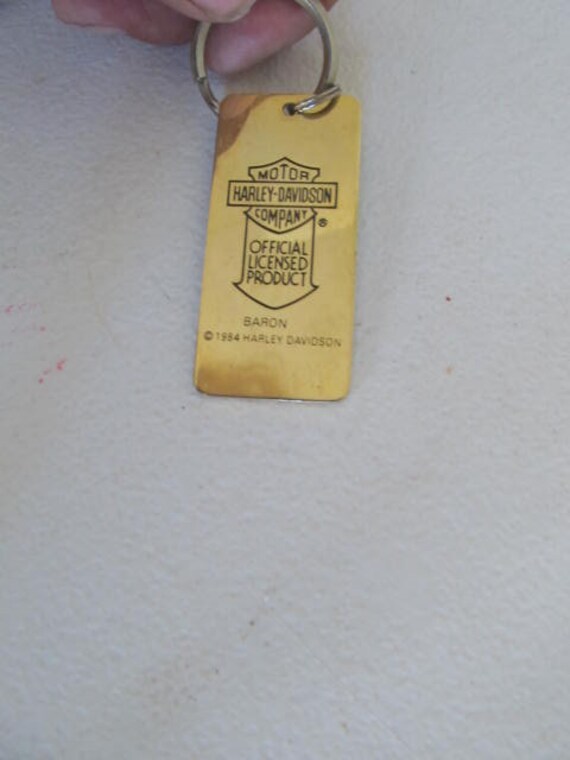 MOTOR
HARLEY-DAVIDSON
COMPANY ®
OFFICIAL
LICENSED
PRODUCT
BARON
© 1984 HARLEY DAVIDSON